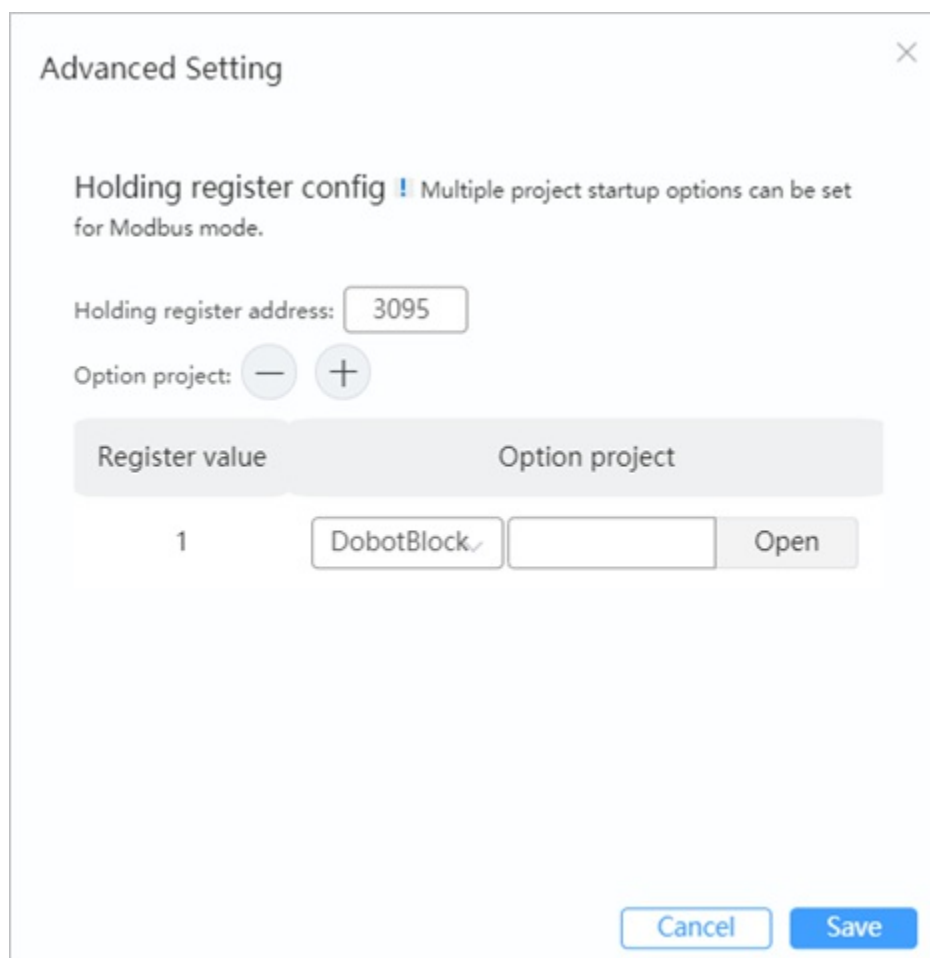 Advanced Setting
Holding register config ! Multiple project startup options can be set
for Modbus mode.
Holding register address: 3095
Option project: − +
Register value Option project
1 DobotBlock Open
Cancel Save